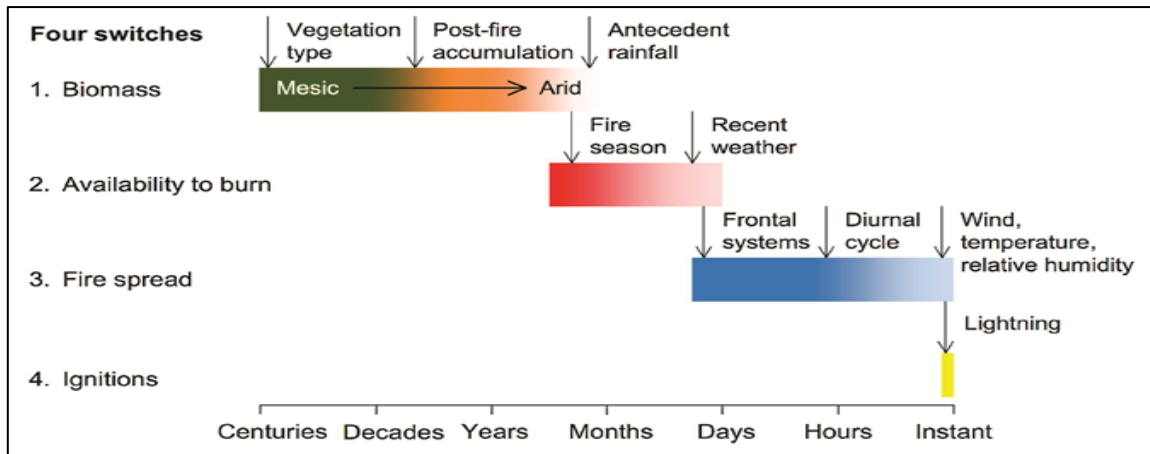 Four switches
Vegetation
type
Post-fire
accumulation
Antecedent
rainfall
1. Biomass
Mesic
Arid
Fire
season
Recent
weather
2. Availability to burn
Frontal
systems
Diurnal
cycle
Wind,
temperature,
relative humidity
3. Fire spread
Lightning
4. Ignitions
Centuries Decades Years Months Days Hours Instant